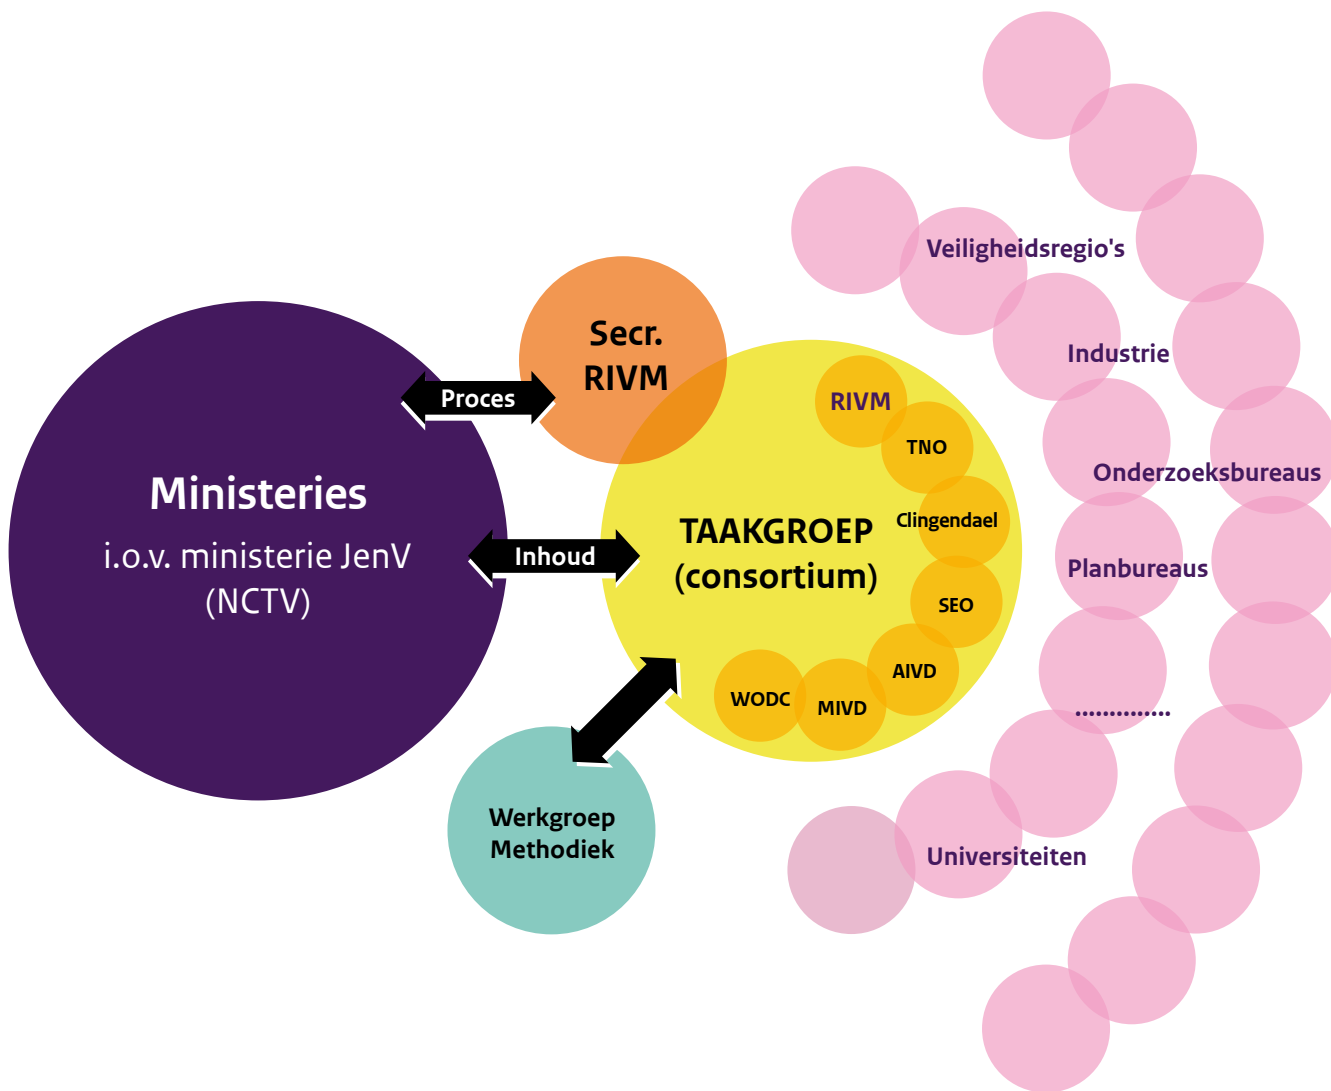 Ministeries
i.o.v. ministerie JenV
(NCTV)
Proces
Inhoud
Secr.
RIVM
TAAKGROEP
(consortium)
RIVM
TNO
Clingendael
SEO
AIVD
MIVD
WODC
Werkgroep
Methodiek
Veiligheidsregio's
Industrie
Onderzoeksbureaus
Planbureaus
..............
Universiteiten